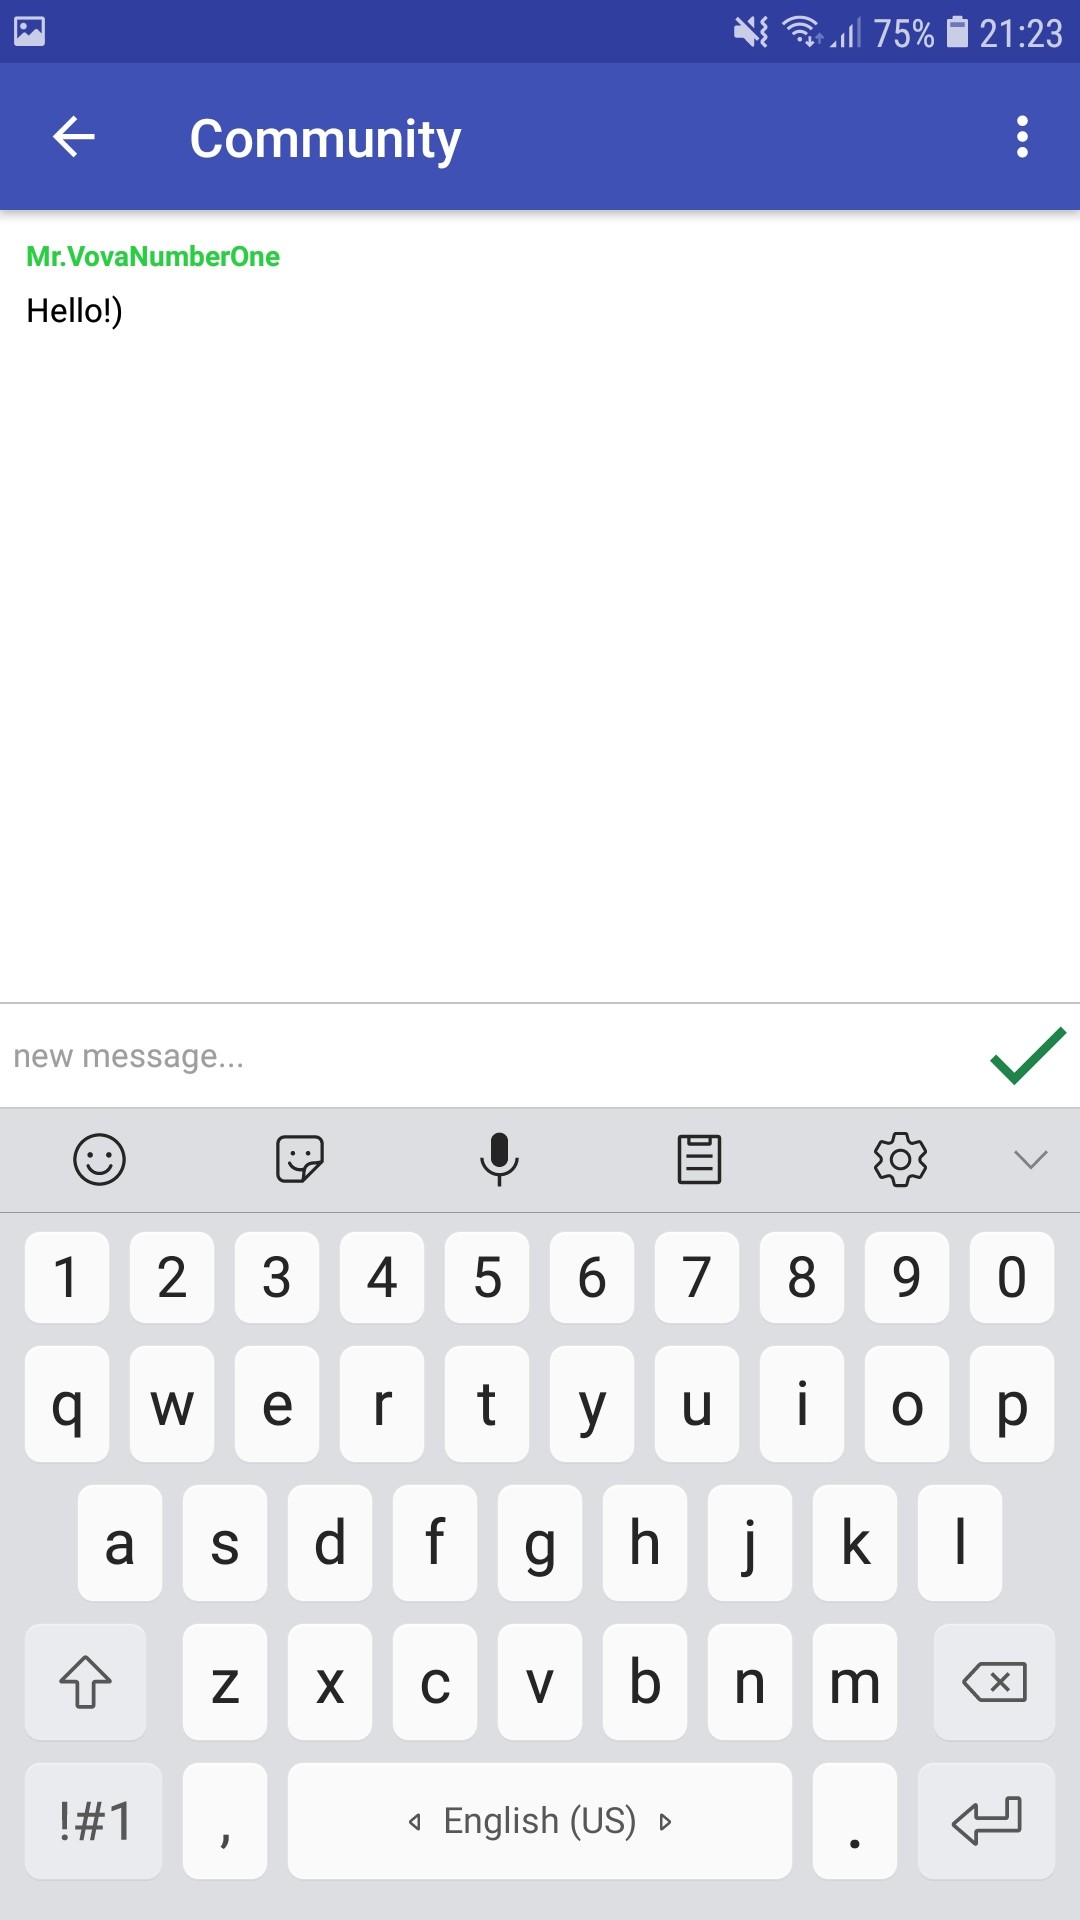 75% 21:23
Community
Mr.VovaNumberOne
Hello!)
new message...
1 2 3 4 5 6 7 8 9 0
q w e r t y u i o p
a s d f g h j k l
z x c v b n m
!#1 , English (US) .